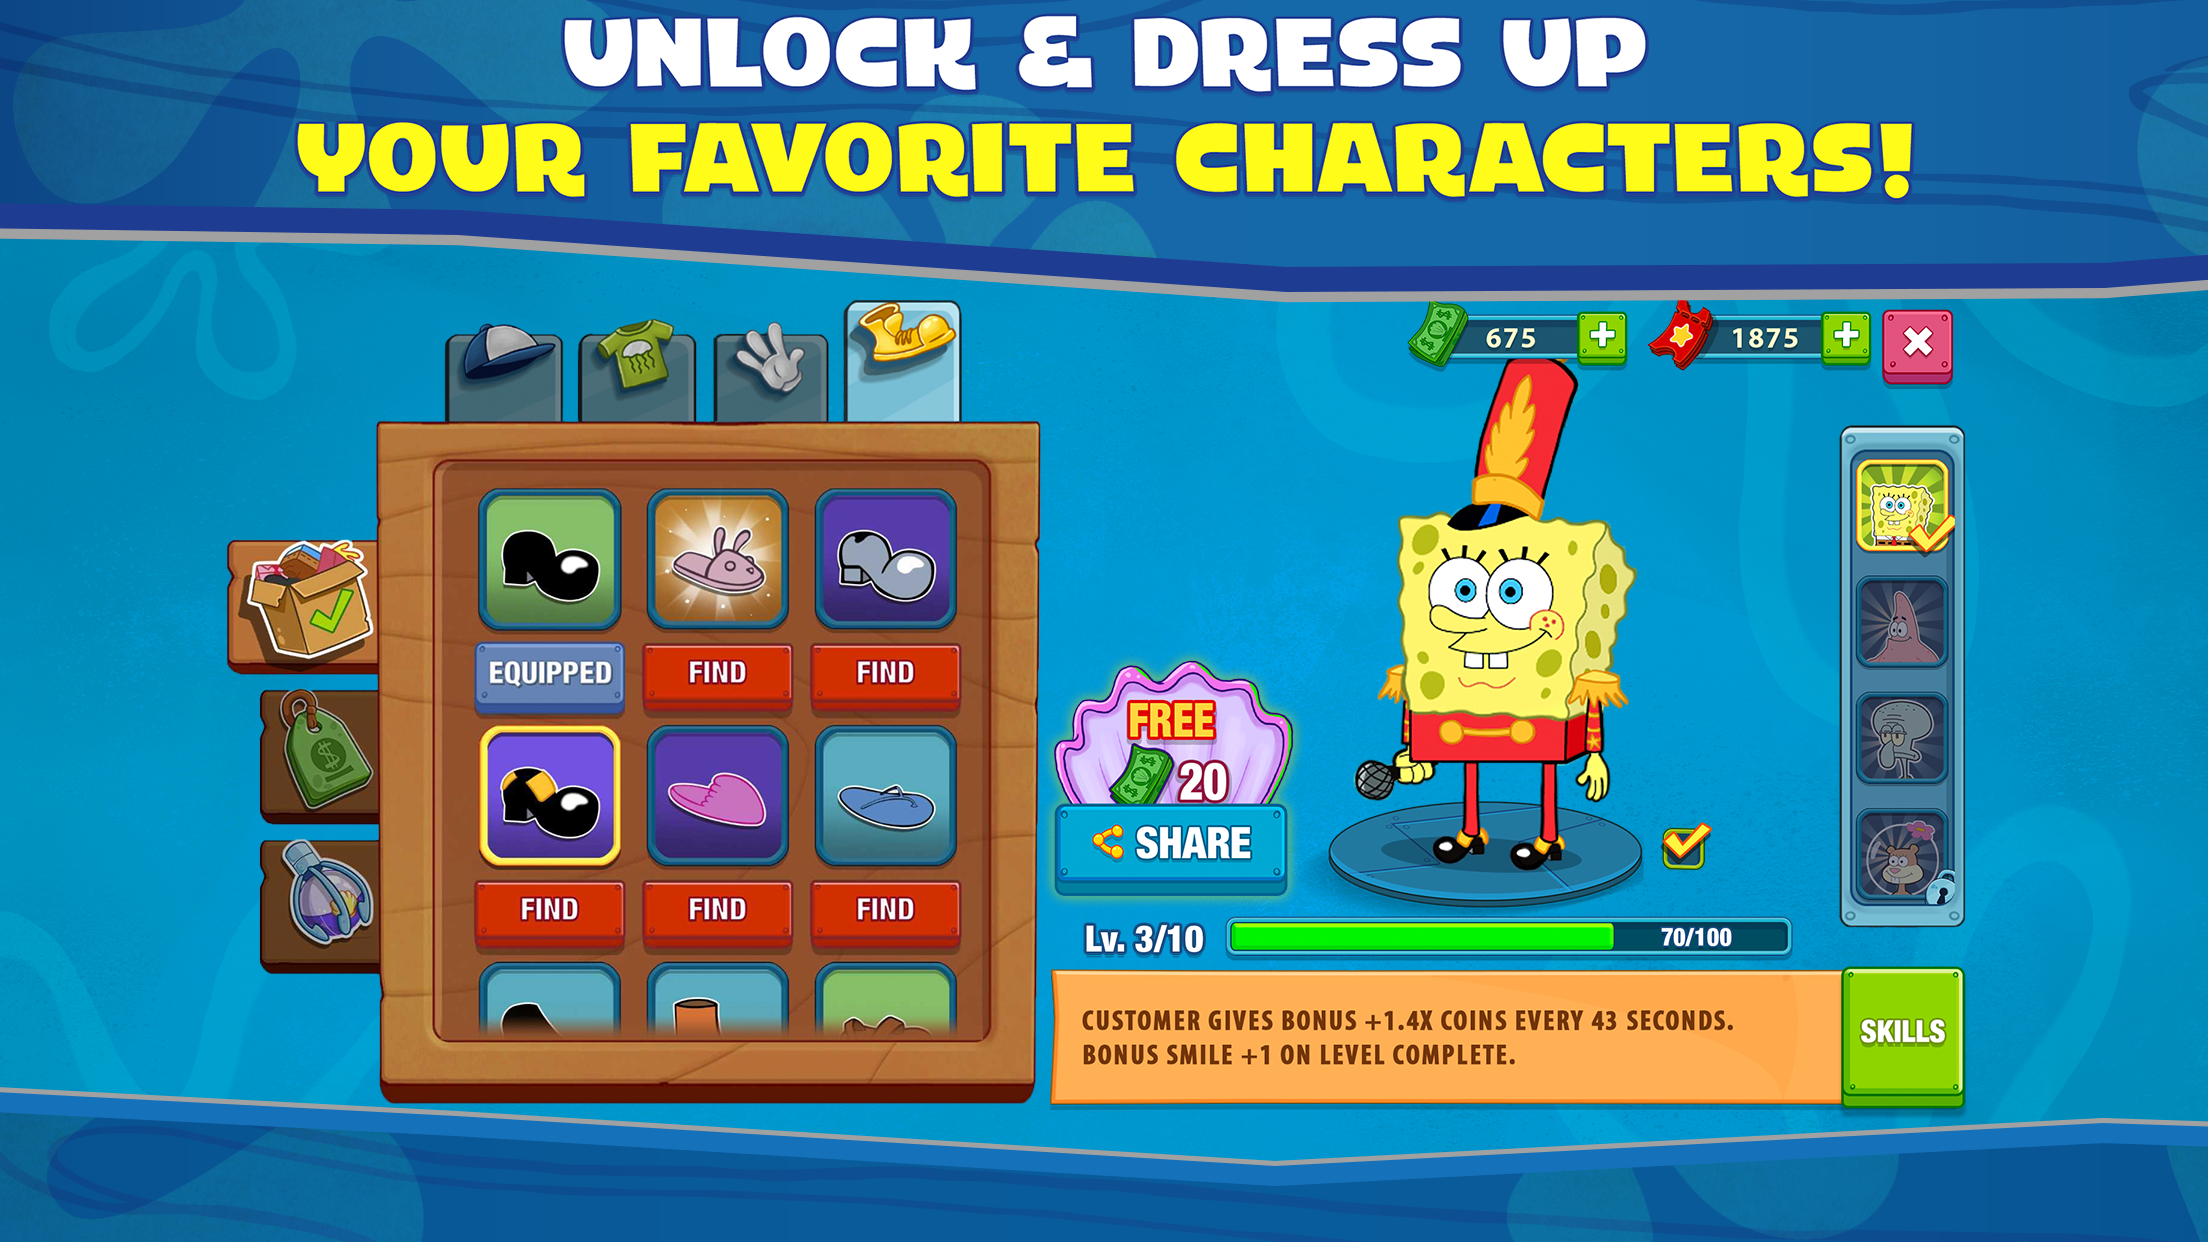 UNLOCK & DRESS UP
YOUR FAVORITE CHARACTERS!
675
1875
EQUIPPED
FIND
FIND
FIND
FIND
FIND
FREE
20
SHARE
Lv. 3/10
70/100
CUSTOMER GIVES BONUS +1.4X COINS EVERY 43 SECONDS.
BONUS SMILE +1 ON LEVEL COMPLETE.
SKILLS